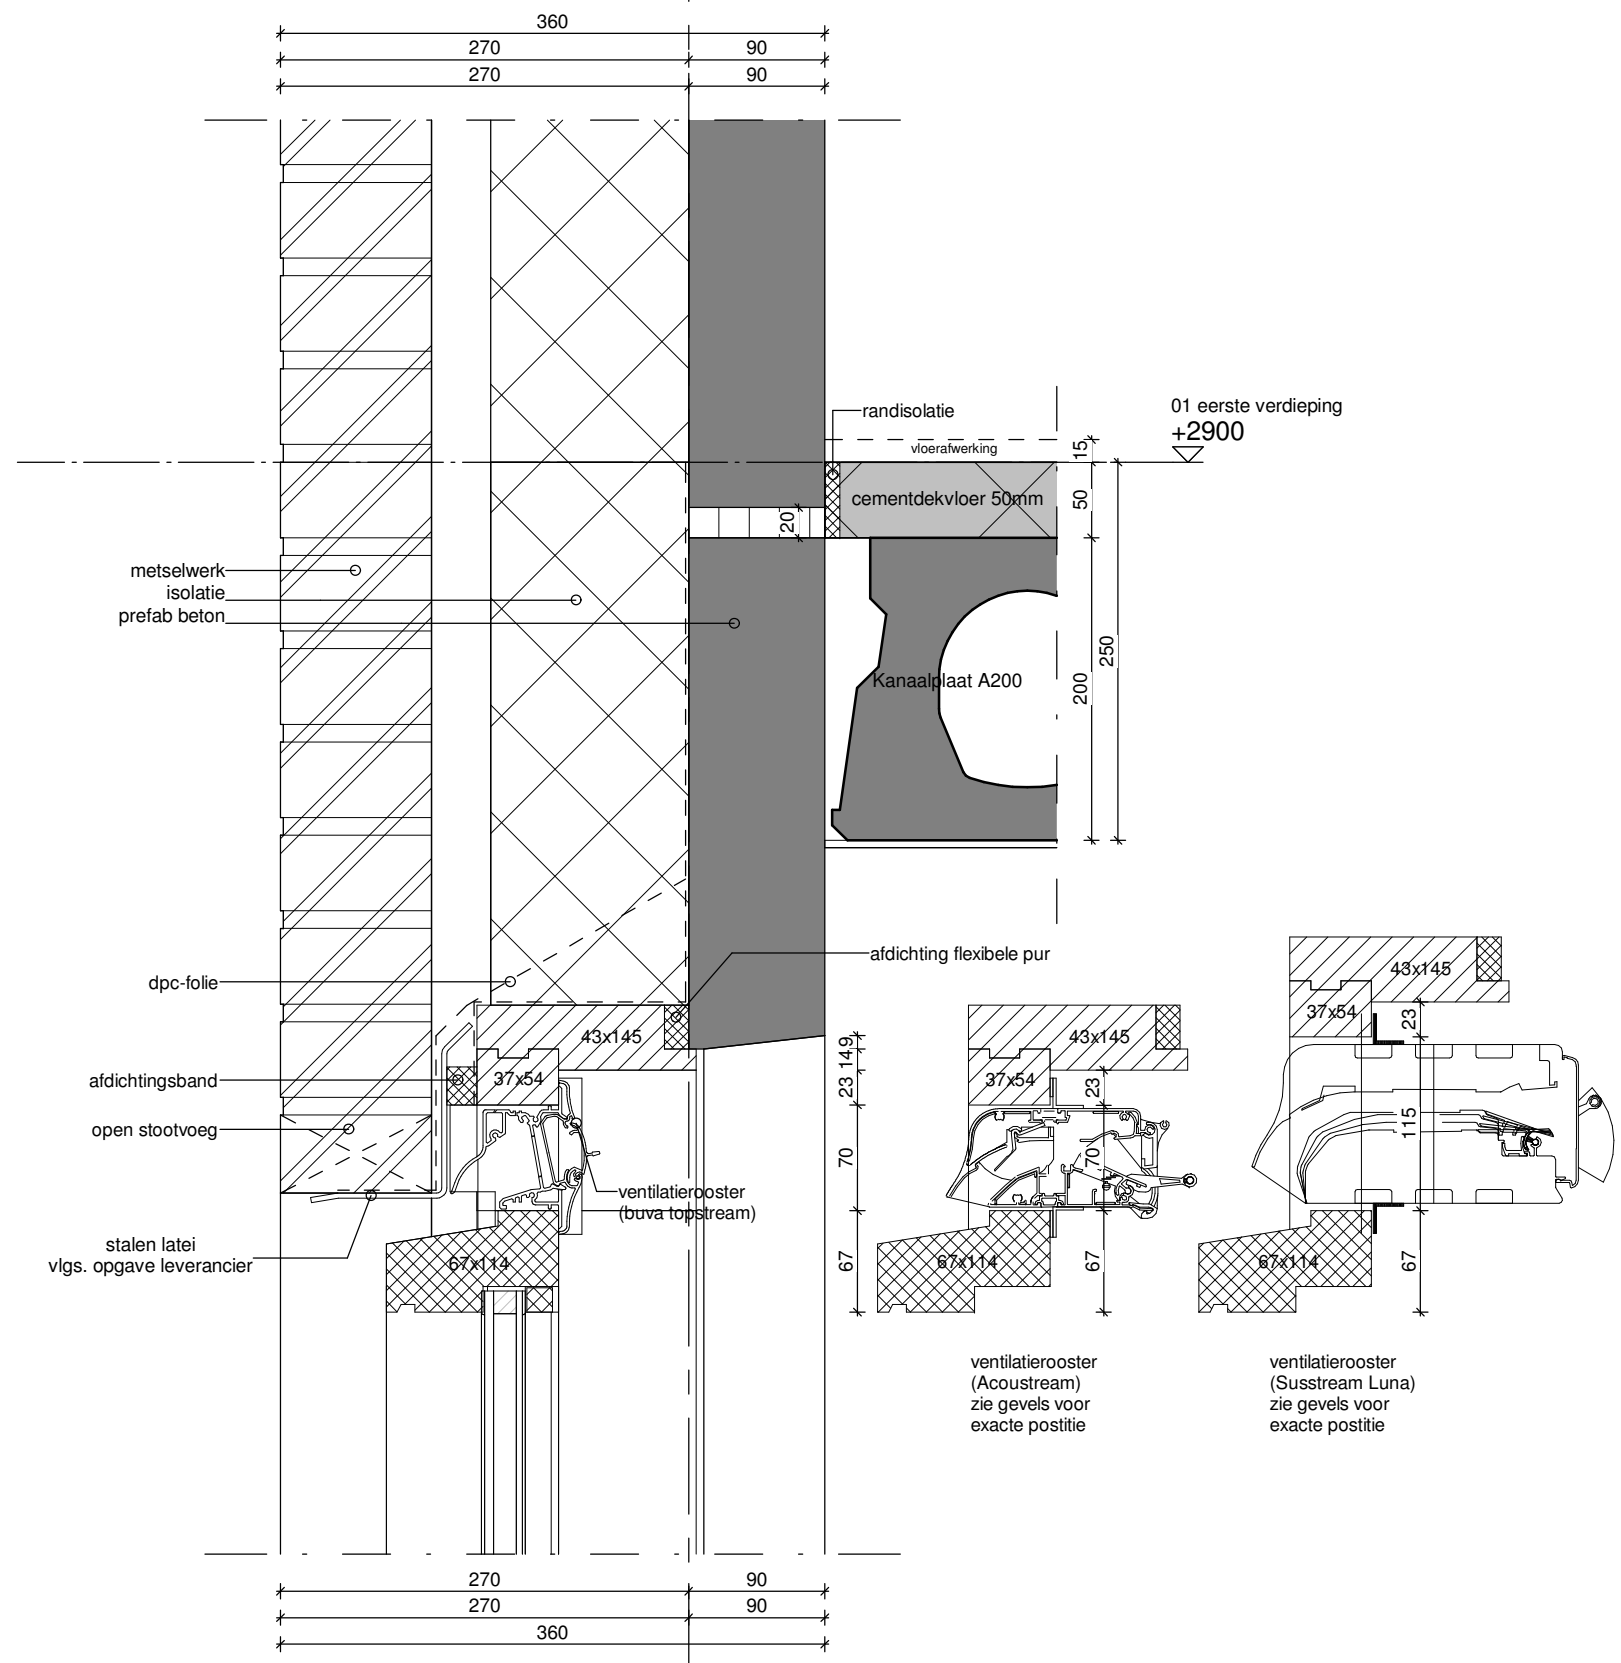 360
270 90
270 90
randisolatie
01 eerste verdieping
+2900
vloerafwerking
15
cementdekvloer 50mm
50
20
metselwerk
isolatie
prefab beton
Kanaalplaat A200
200
250
dpc-folie
afdichting flexibele pur
43x145
37x54
afdichtingsband
open stootvoeg
ventilatierooster
(buva topstream)
stalen latei
vlgs. opgave leverancier
67x114
9
14
23
70
67
43x145
37x54
23
70
67x114
67
43x145
37x54
23
115
67x114
67
ventilatierooster
(Acoustream)
zie gevels voor
exacte postitie
ventilatierooster
(Susstream Luna)
zie gevels voor
exacte postitie
270 90
270 90
360